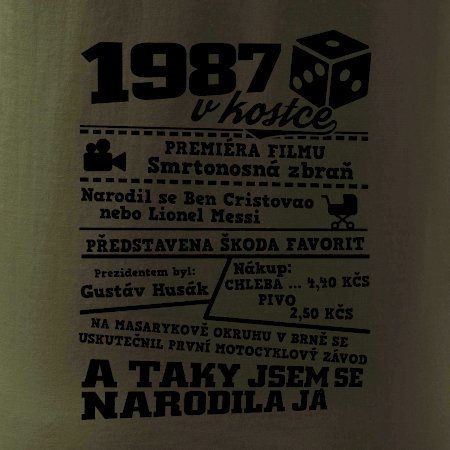 1987
v kostce
PREMIÉRA FILMU
Smrtonosná zbraň
Narodil se Ben Cristovao
nebo Lionel Messi
PŘEDSTAVENA ŠKODA FAVORIT
Prezidentem byl:
Gustáv Husák
Nákup:
CHLEBA ... 4,40 KČS
PIVO
2,50 KČS
NA MASARYKOVĚ OKRUHU V BRNĚ SE
USKUTEČNIL PRVNÍ MOTOCYKLOVÝ ZÁVOD
A TAKY JSEM SE
NARODILA JÁ